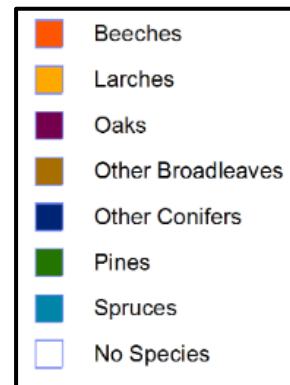 Beeches
Larches
Oaks
Other Broadleaves
Other Conifers
Pines
Spruces
No Species